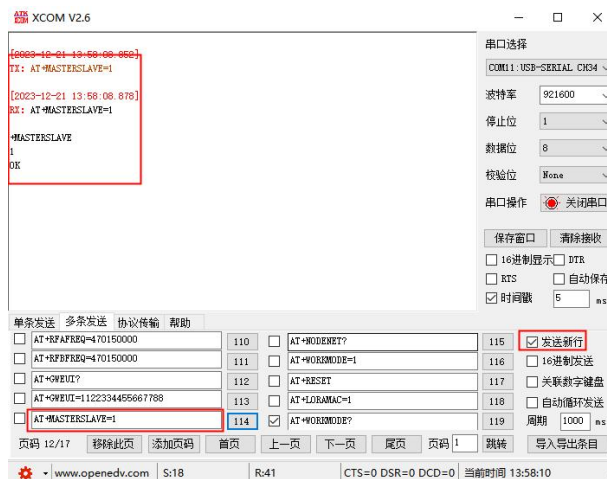 ATK XCOM XCOM V2.6
[2023-12-21 13:58:08.852]
TX: AT+MASTERSLAVE=1
[2023-12-21 13:58:08.878]
RX: AT+MASTERSLAVE=1
+MASTERSLAVE
1
OK
串口选择
COM11:USB-SERIAL CH34
波特率 921600
停止位 1
数据位 8
校验位 None
串口操作 关闭串口
保存窗口 清除接收
16进制显示 DTR
RTS 自动保存
时间戳 5 ms
单条发送 多条发送 协议传输 帮助
AT+RFAFREQ=470150000 110 AT+NODENET? 115 发送新行
AT+RFBFREQ=470150000 111 AT+WORKMODE=1 116 16进制发送
AT+GWEUI? 112 AT+RESET 117 关联数字键盘
AT+GWEUI=1122334455667788 113 AT+LORAMAC=1 118 自动循环发送
AT+MASTERSLAVE=1 114 AT+WORKMODE? 119 周期 1000 ms
页码 12/17 移除此页 添加页码 首页 上一页 下一页 尾页 页码 1 跳转 导入导出条目
www.openedv.com S:18 R:41 CTS=0 DSR=0 DCD=0 当前时间 13:58:10